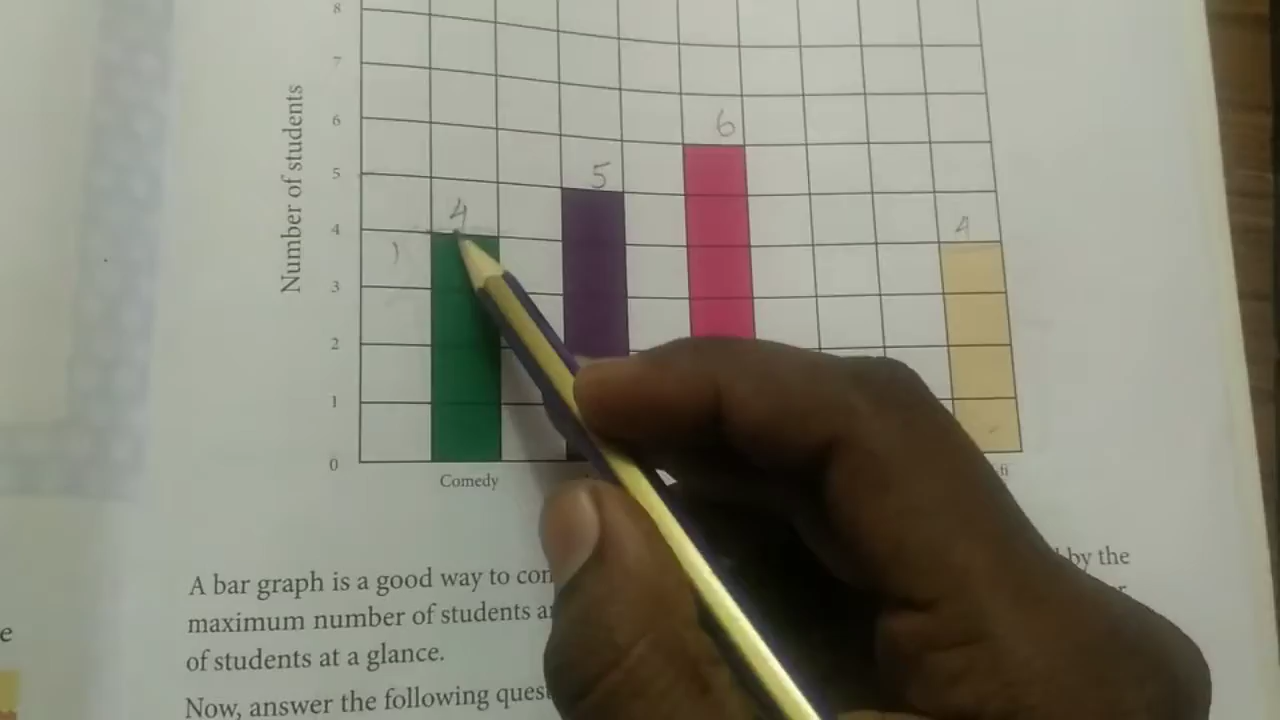 8
7
6
5
4
3
2
1
0
Number of students
4
5
6
4
Comedy
fi
A bar graph is a good way to con by the
maximum number of students a
of students at a glance.
Now, answer the following ques
e